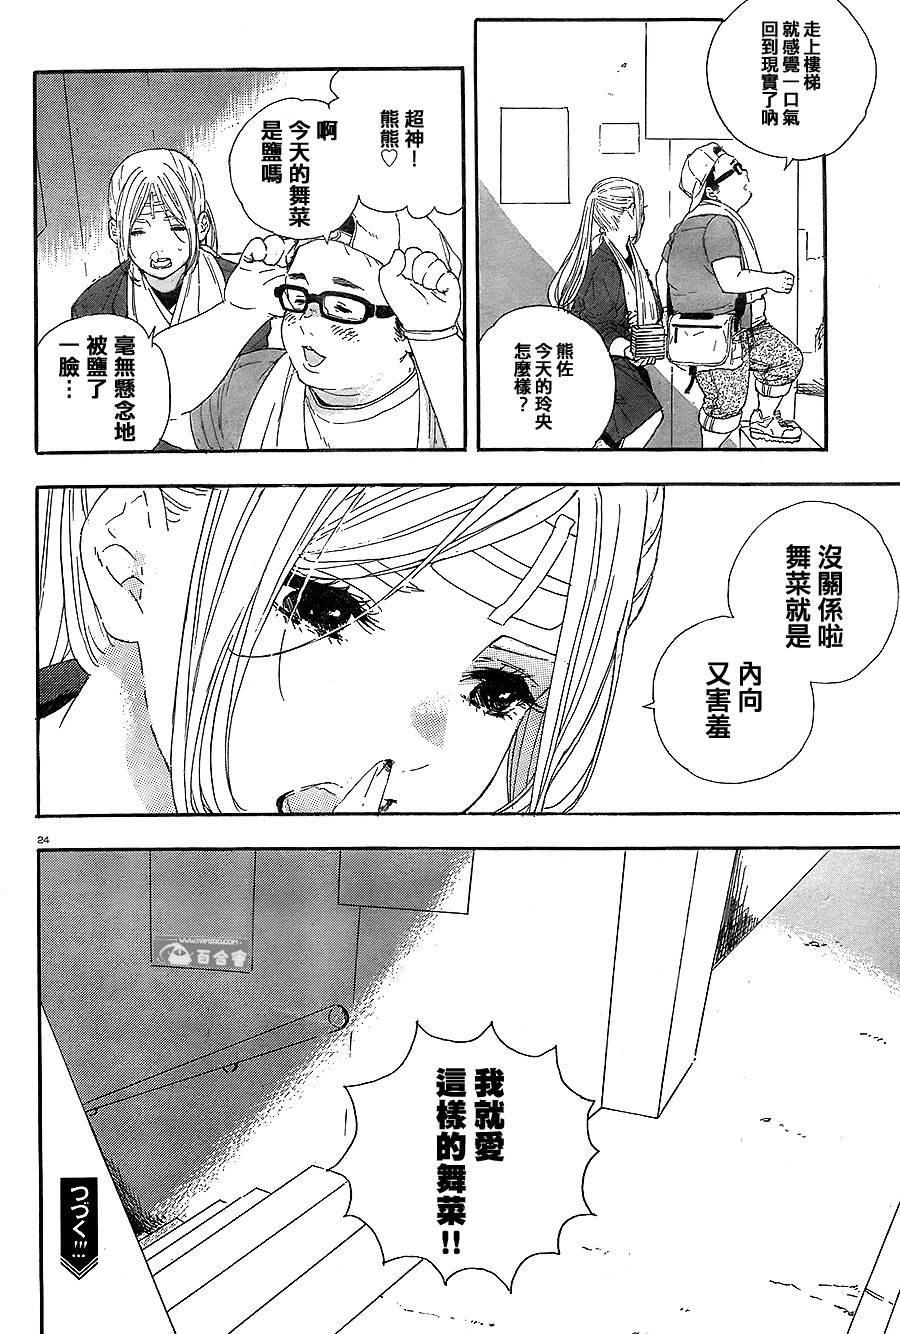 走上樓梯
就感覺一口氣
回到現實了吶
熊佐
今天的玲央
怎麼樣？
超神！
熊熊♡
啊
今天的舞菜
是鹽嗎
毫無懸念地
被鹽了
一臉…
沒關係啦
舞菜就是
內向
又害羞
24
WWW.YAMIBO.COM
百合會
我就愛
這樣的舞菜!!
つづく!!!